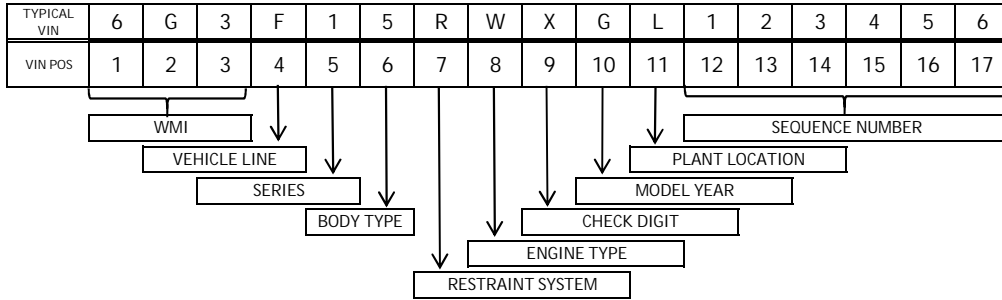 TYPICAL VIN 6 G 3 F 1 5 R W X G L 1 2 3 4 5 6
VIN POS 1 2 3 4 5 6 7 8 9 10 11 12 13 14 15 16 17
WMI SEQUENCE NUMBER
VEHICLE LINE PLANT LOCATION
SERIES MODEL YEAR
BODY TYPE CHECK DIGIT
ENGINE TYPE
RESTRAINT SYSTEM